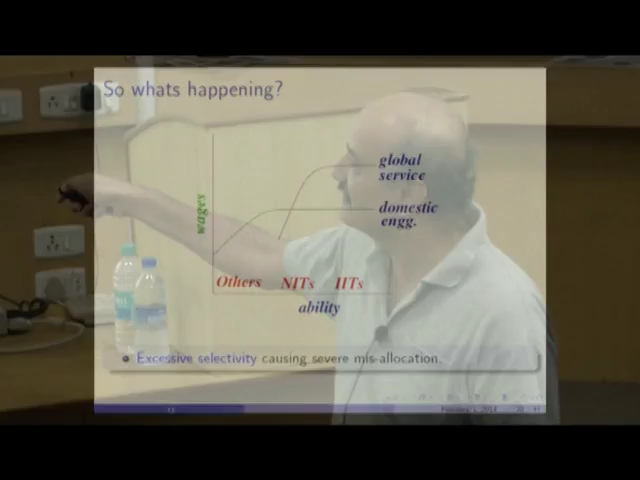 So whats happening?
global
service
wages
domestic
engg.
Others NITs IITs
ability
Excessive selectivity causing severe mis-allocation.